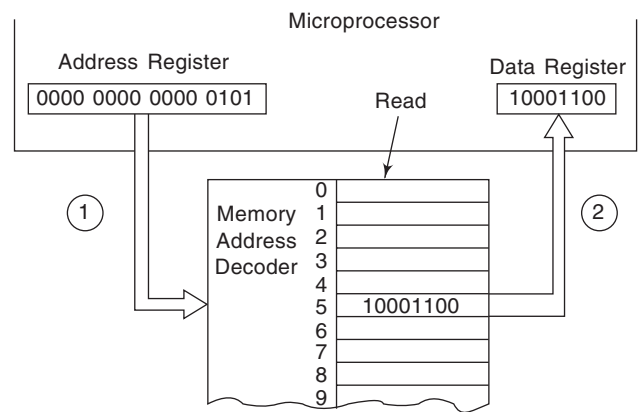 Microprocessor
Address Register
Data Register
0000 0000 0000 0101
10001100
Read
1
2
Memory
Address
Decoder
0
1
2
3
4
5
10001100
6
7
8
9